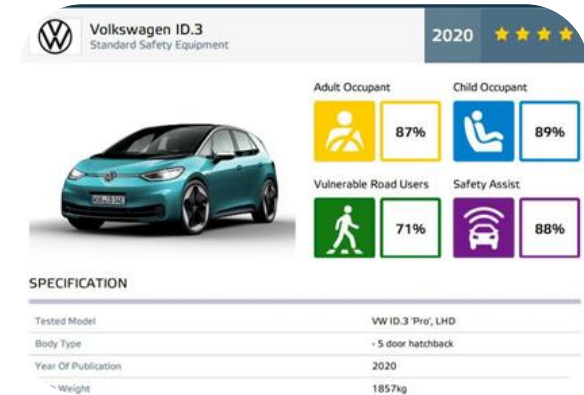 Volkswagen ID.3
Standard Safety Equipment
2020
Adult Occupant
Child Occupant
87%
89%
Vulnerable Road Users
Safety Assist
71%
88%
SPECIFICATION
Tested Model VW ID.3 'Pro', LHD
Body Type - 5 door hatchback
Year Of Publication 2020
Weight 1857kg